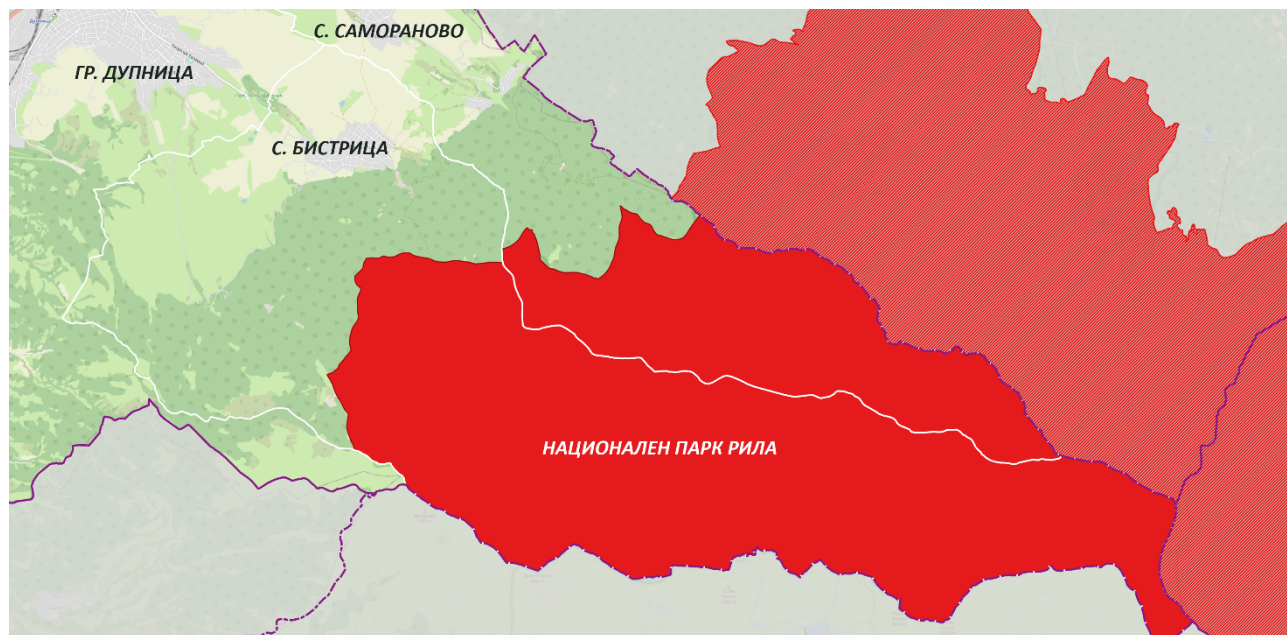 С. САМОРАНОВО
ГР. ДУПНИЦА
С. БИСТРИЦА
НАЦИОНАЛЕН ПАРК РИЛА